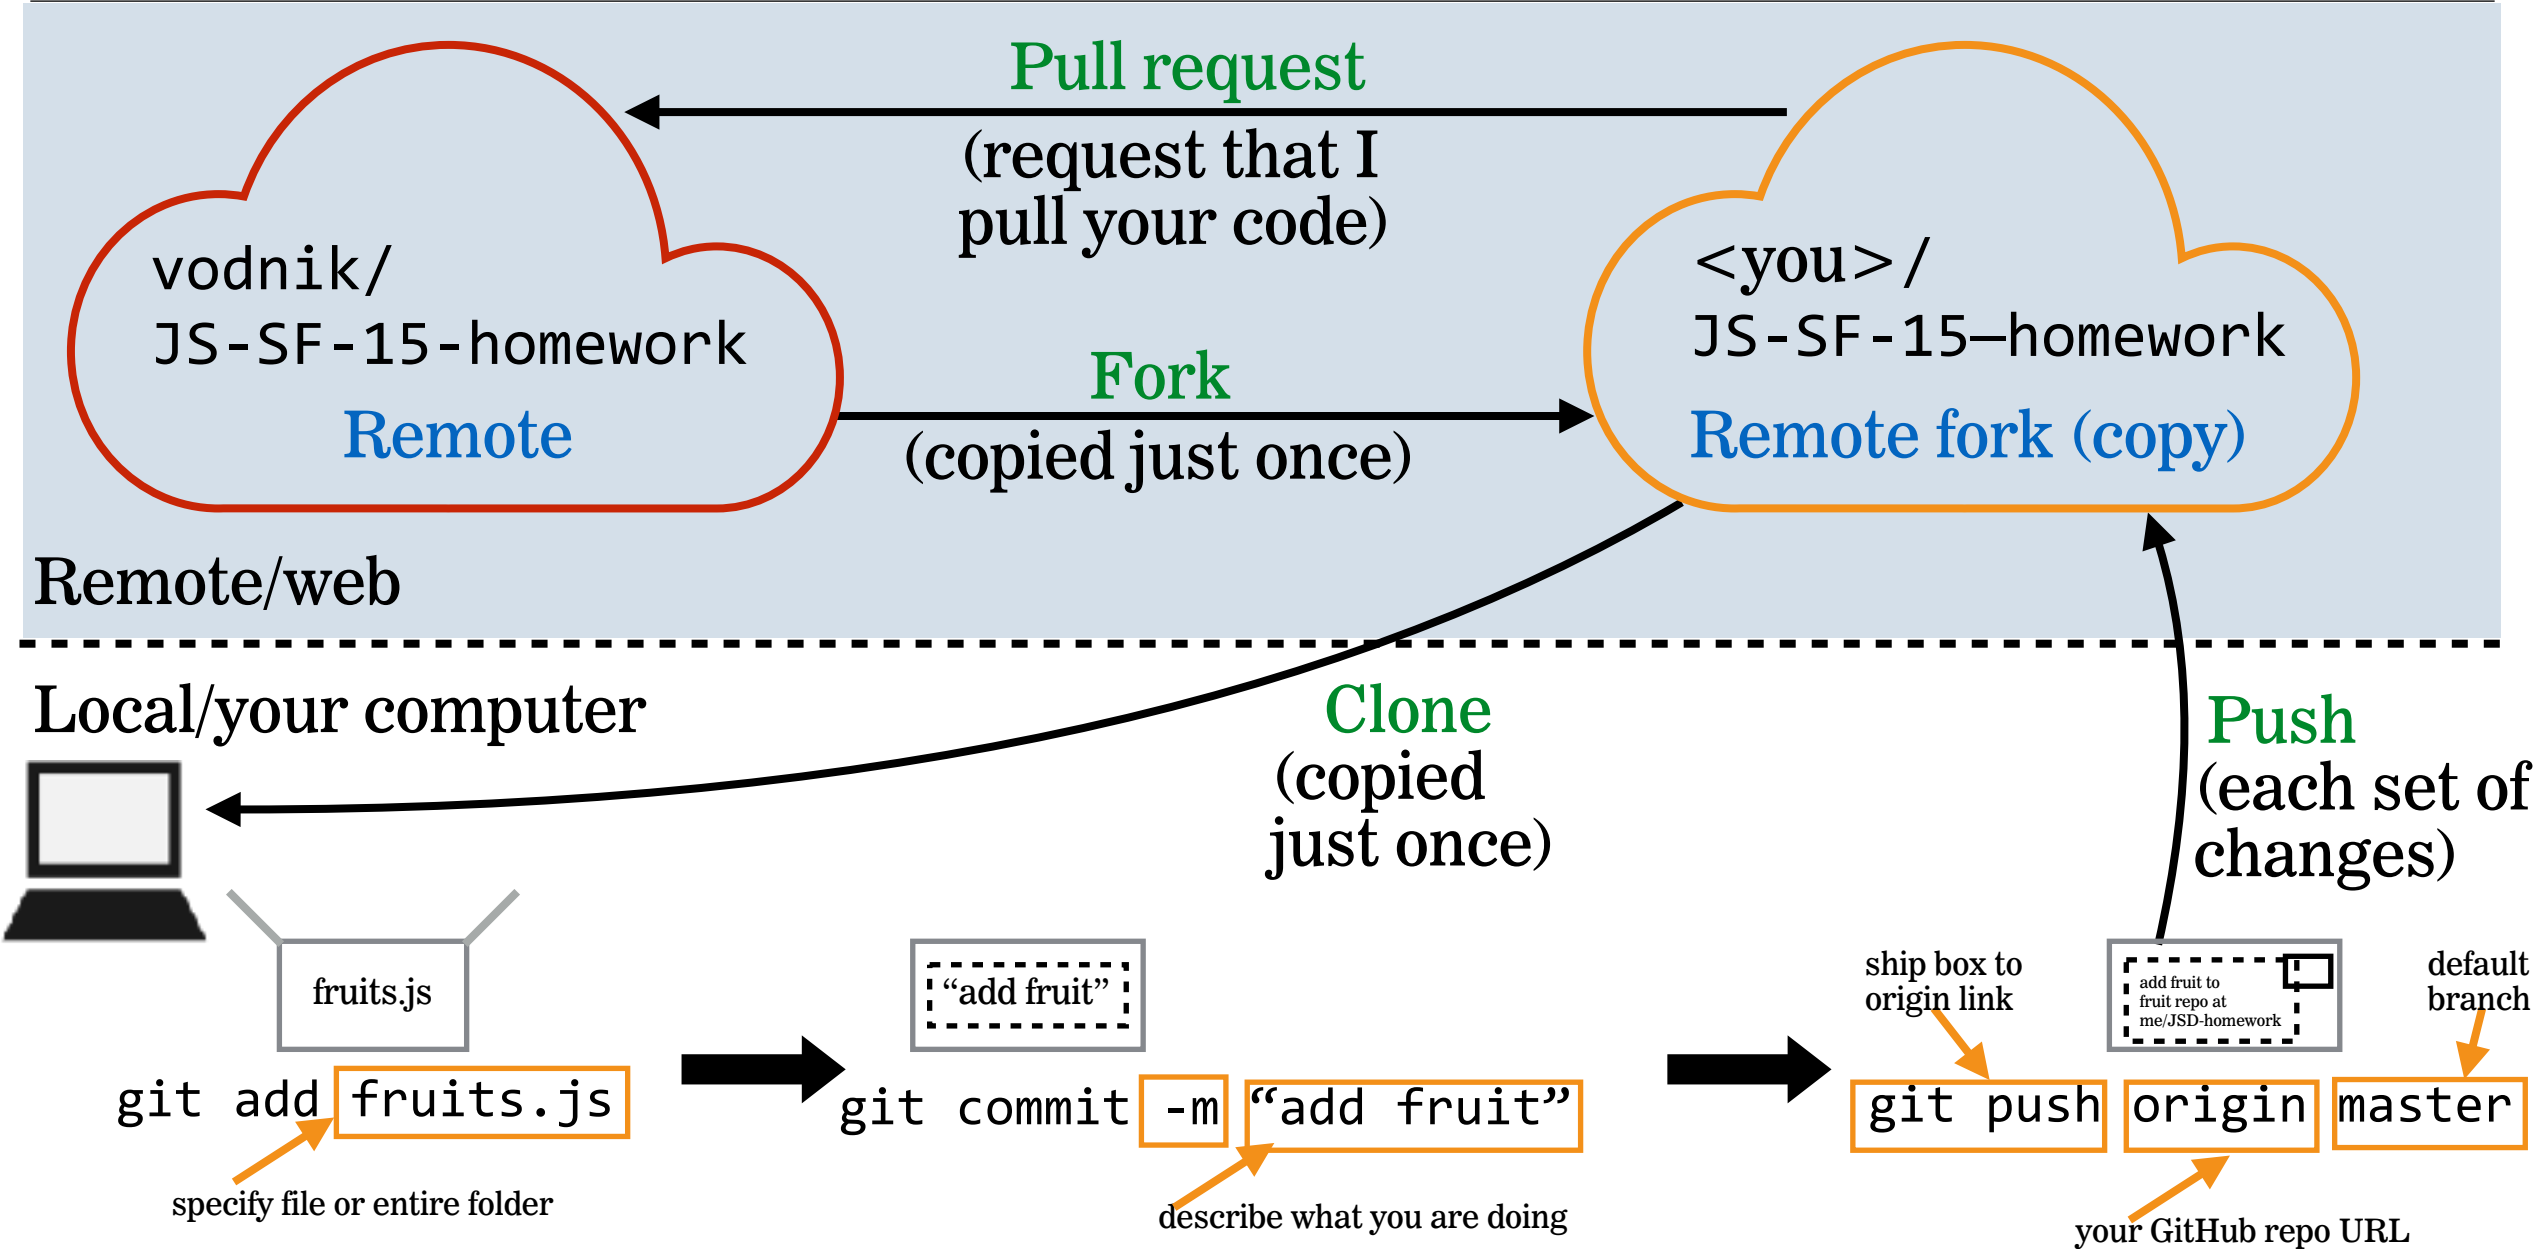 Pull request
(request that I
pull your code)
vodnik/
JS-SF-15-homework
Remote
Fork
(copied just once)
<you>/
JS-SF-15—homework
Remote fork (copy)
Remote/web
Local/your computer
Clone
(copied
just once)
Push
(each set of
changes)
fruits.js
git add fruits.js
specify file or entire folder
“add fruit”
git commit -m “add fruit”
describe what you are doing
ship box to
origin link
add fruit to
fruit repo at
me/JSD-homework
default
branch
git push origin master
your GitHub repo URL